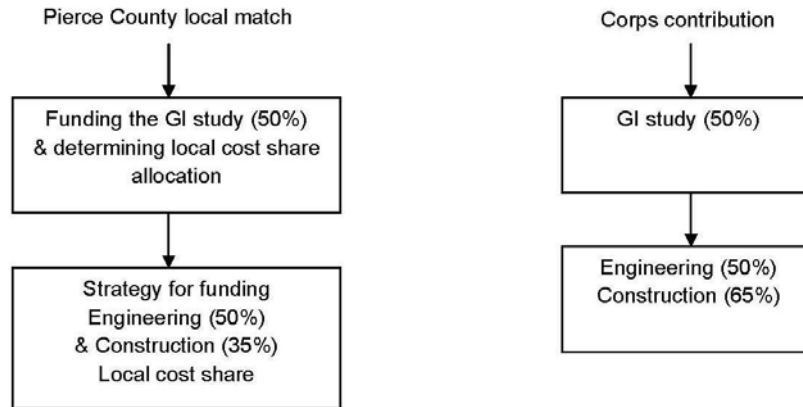 Pierce County local match
Funding the GI study (50%)
& determining local cost share
allocation
Strategy for funding
Engineering (50%)
& Construction (35%)
Local cost share
Corps contribution
GI study (50%)
Engineering (50%)
Construction (65%)